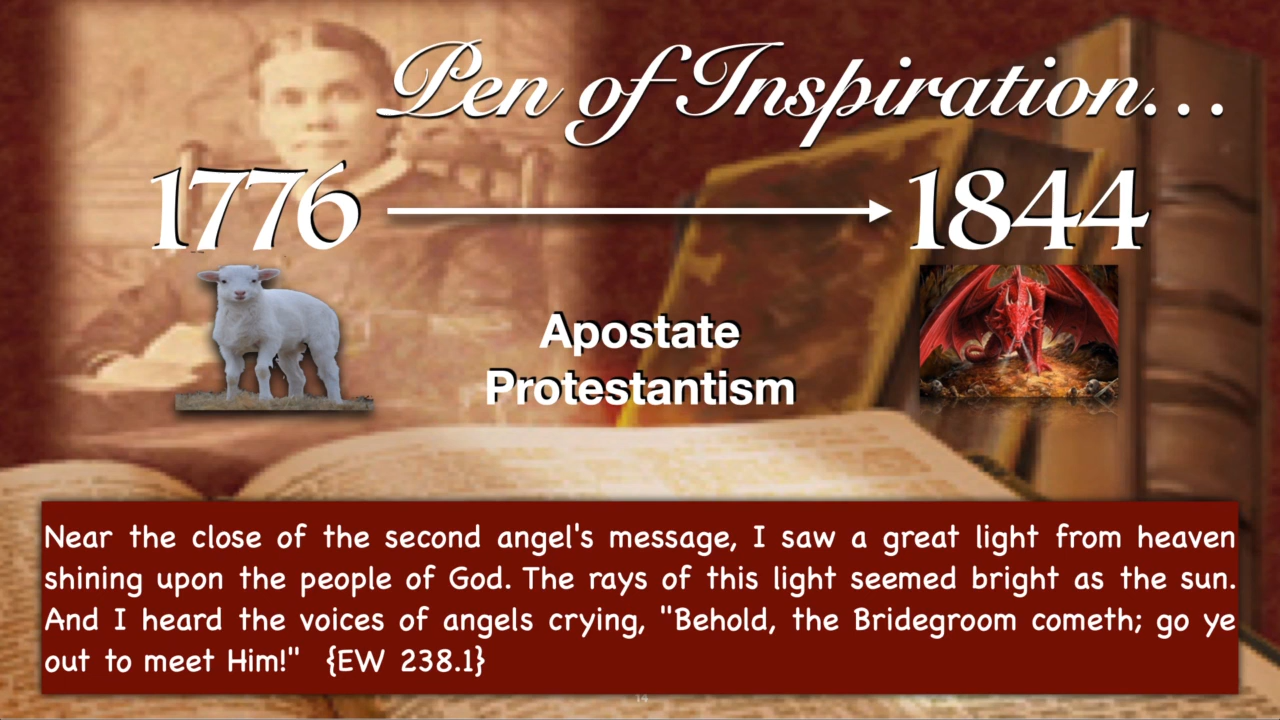 Pen of Inspiration...
1776
1844
Apostate
Protestantism
Near the close of the second angel's message, I saw a great light from heaven
shining upon the people of God. The rays of this light seemed bright as the sun.
And I heard the voices of angels crying, "Behold, the Bridegroom cometh; go ye
out to meet Him!" {EW 238.1}
14